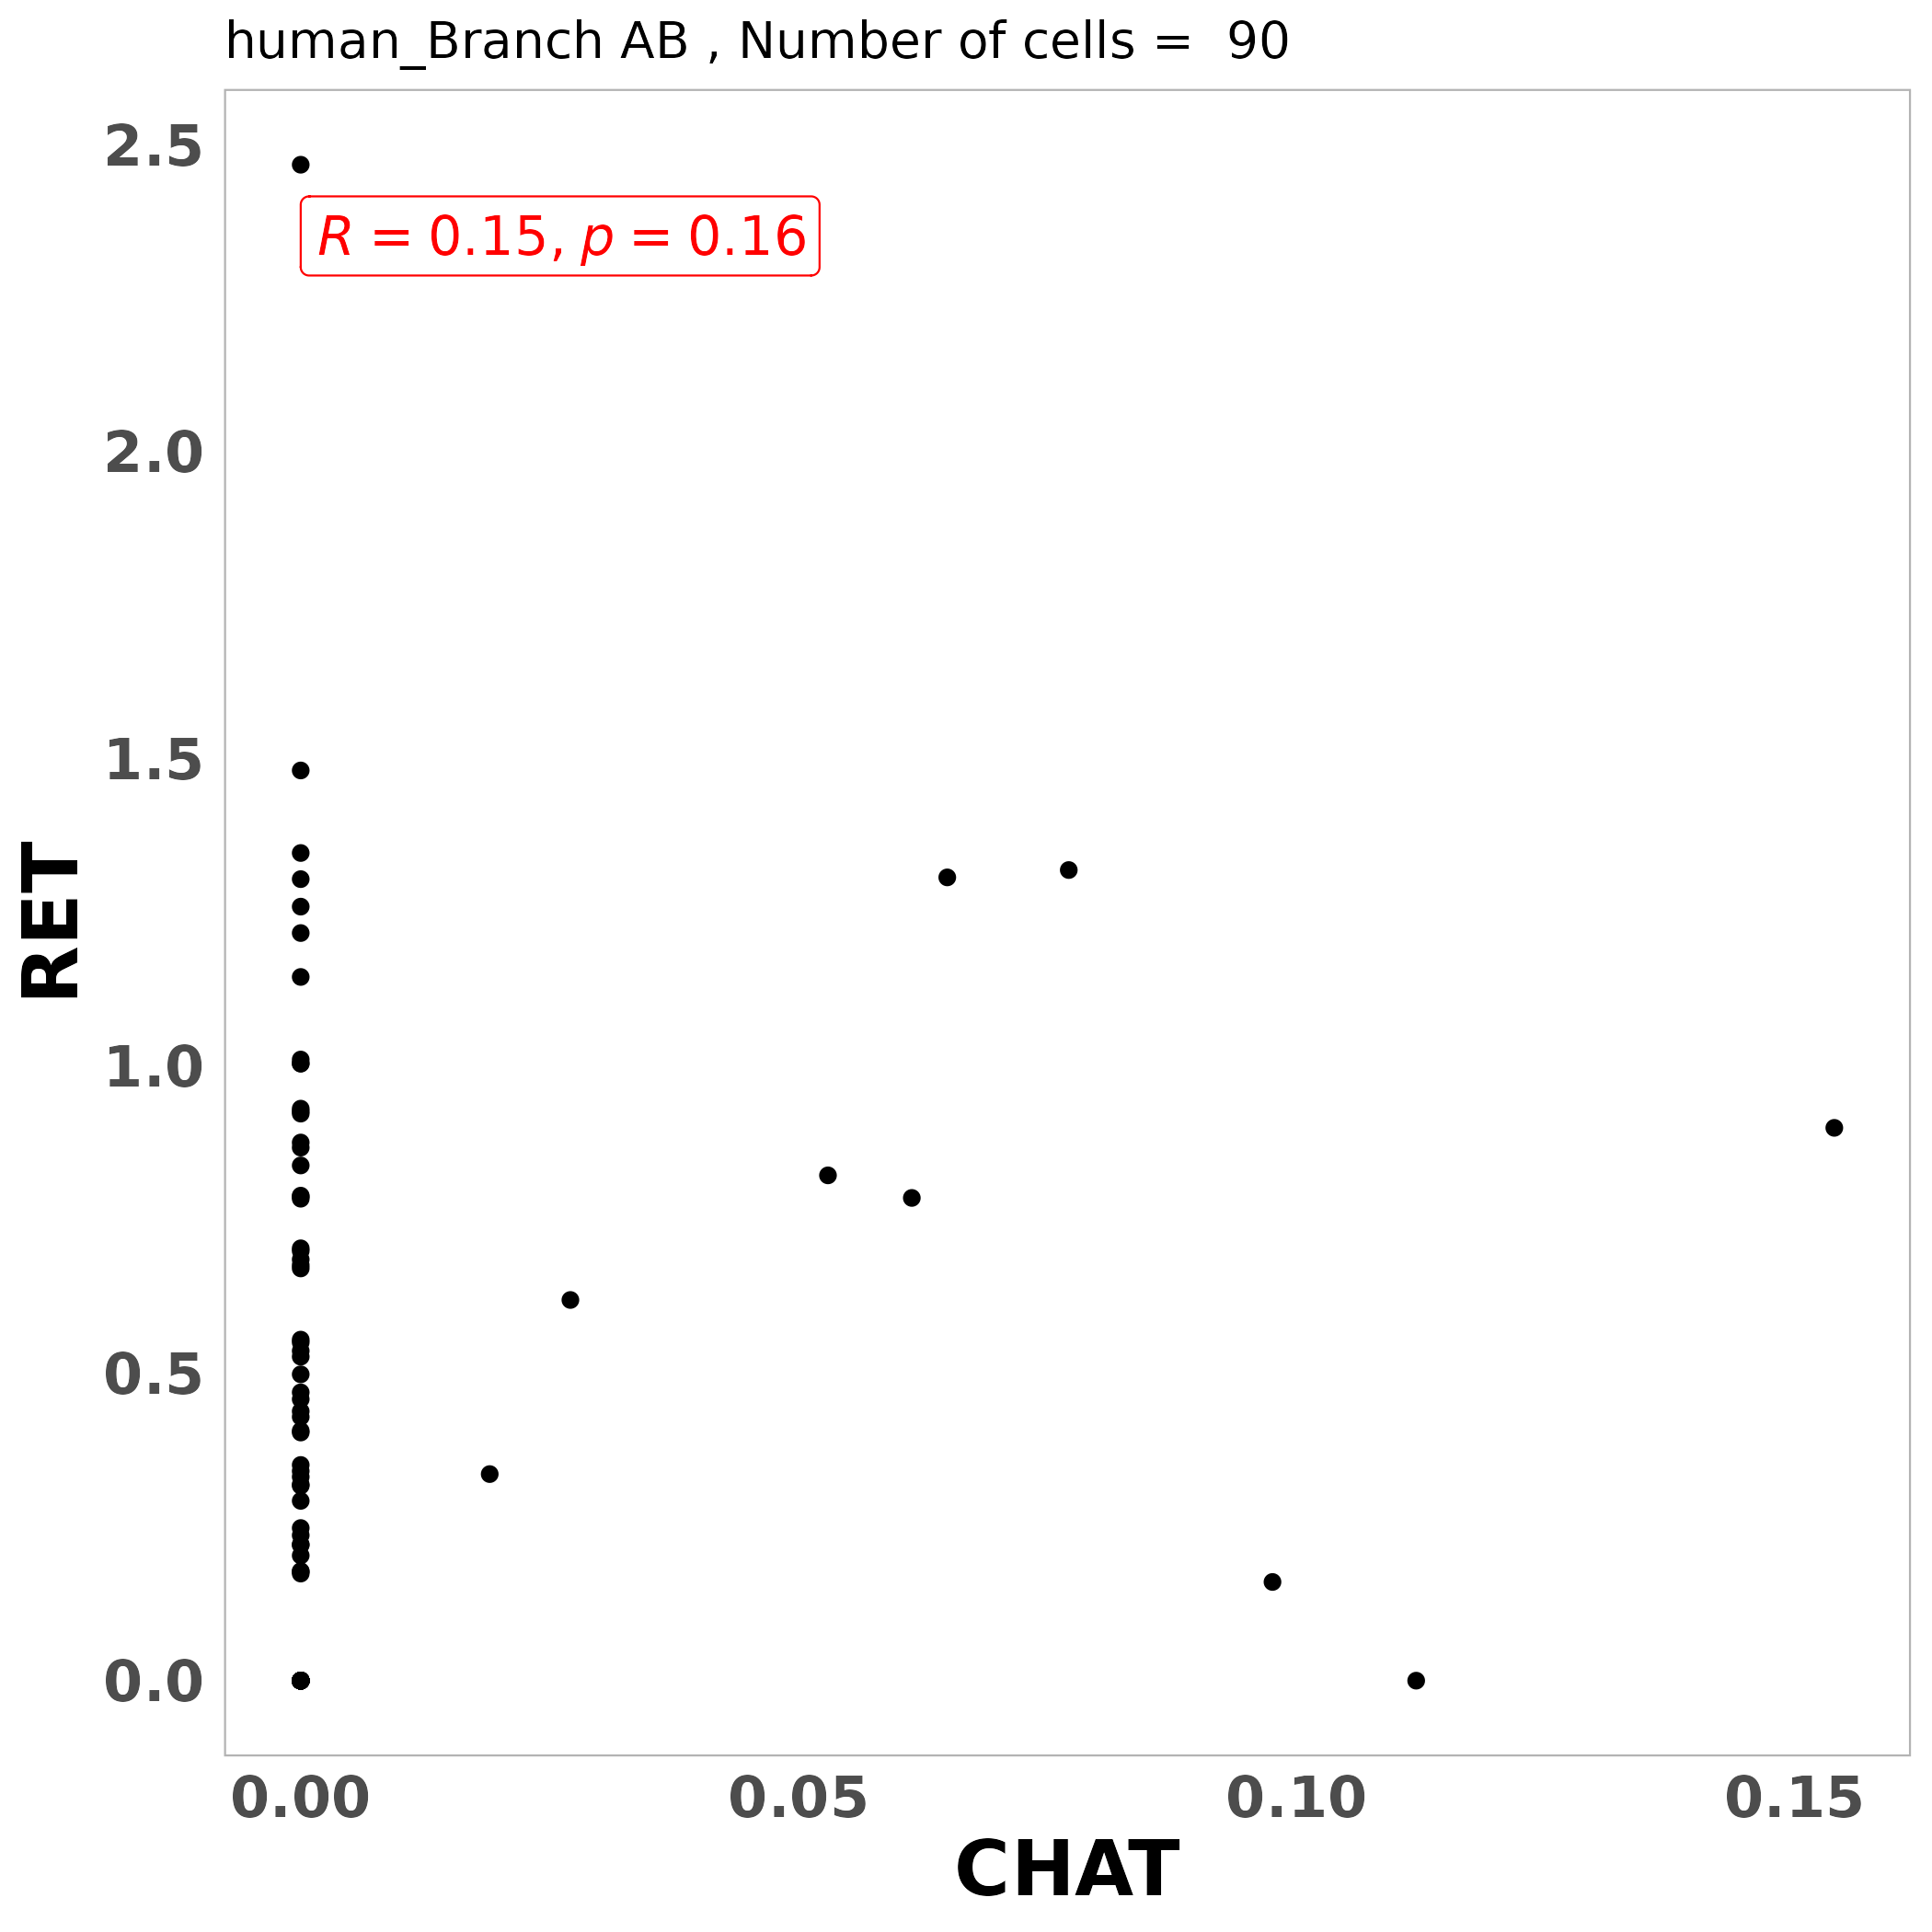 human_Branch AB , Number of cells =  90
2.5
R = 0.15, p = 0.16
2.0
1.5
RET
1.0
0.5
0.0
0.00 0.05 0.10 0.15
CHAT